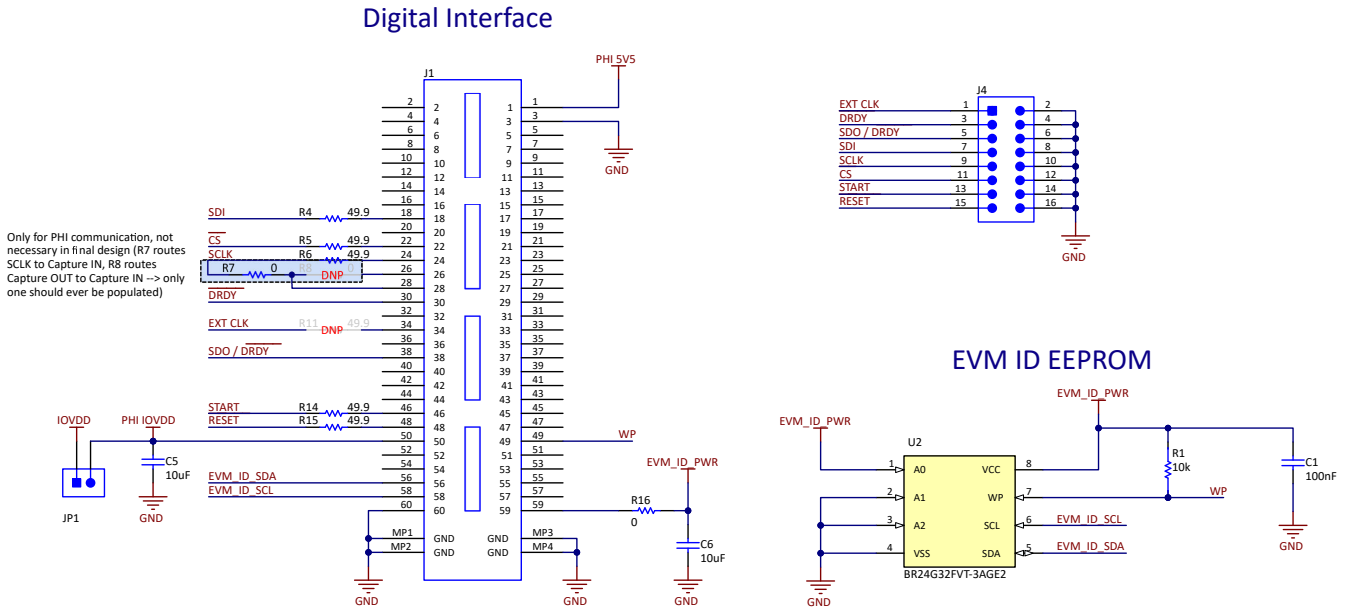 Digital Interface
PHI 5V5
J1
2 2 1 1
4 4 3 3
6 6 5 5
8 8 7 7
10 10 9 9
12 12 11 11
14 14 13 13
16 16 15 15
SDI R4 49.9 18 18 17 17
20 20 19 19
CS R5 49.9 22 22 21 21
SCLK R6 49.9 24 24 23 23
R7 0 R8 DNP 0 26 26 25 25
28 28 27 27
DRDY 30 30 29 29
32 32 31 31
EXT CLK R11 DNP 49.9 34 34 33 33
36 36 35 35
SDO / DRDY 38 38 37 37
40 40 39 39
42 42 41 41
44 44 43 43
START R14 49.9 46 46 45 45
RESET R15 49.9 48 48 47 47
50 50 49 49 WP
52 52 51 51
54 54 53 53
EVM_ID_SDA 56 56 55 55
EVM_ID_SCL 58 58 57 57
60 60 59 59
MP1 GND GND MP3
MP2 GND GND MP4
GND
GND
GND
Only for PHI communication, not
necessary in final design (R7 routes
SCLK to Capture IN, R8 routes
Capture OUT to Capture IN --> only
one should ever be populated)
IOVDD
PHI IOVDD
C5
10uF
GND
JP1
EVM_ID_PWR
R16
0
C6
10uF
GND
J4
EXT CLK 1 2
DRDY 3 4
SDO / DRDY 5 6
SDI 7 8
SCLK 9 10
CS 11 12
START 13 14
RESET 15 16
GND
EVM ID EEPROM
EVM_ID_PWR
EVM_ID_PWR
U2
1 A0 VCC 8
2 A1 WP 7 WP
3 A2 SCL 6 EVM_ID_SCL
4 VSS SDA 5 EVM_ID_SDA
BR24G32FVT-3AGE2
GND
R1
10k
C1
100nF
GND